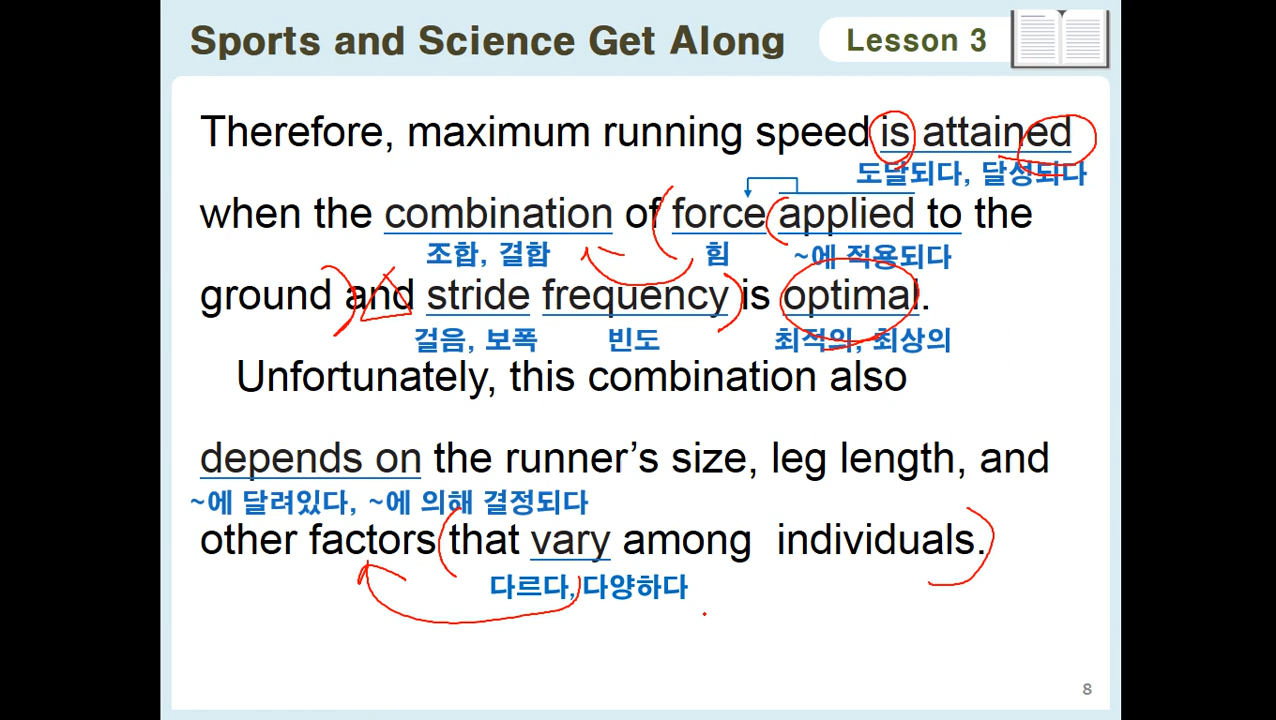 Sports and Science Get Along
Lesson 3
Therefore, maximum running speed is attained
도달되다, 달성되다
when the combination of force applied to the
조합, 결합 힘 ~에 적용되다
ground and stride frequency is optimal.
걸음, 보폭 빈도 최적의, 최상의
Unfortunately, this combination also
depends on the runner’s size, leg length, and
~에 달려있다, ~에 의해 결정되다
other factors that vary among individuals.
다르다, 다양하다
8